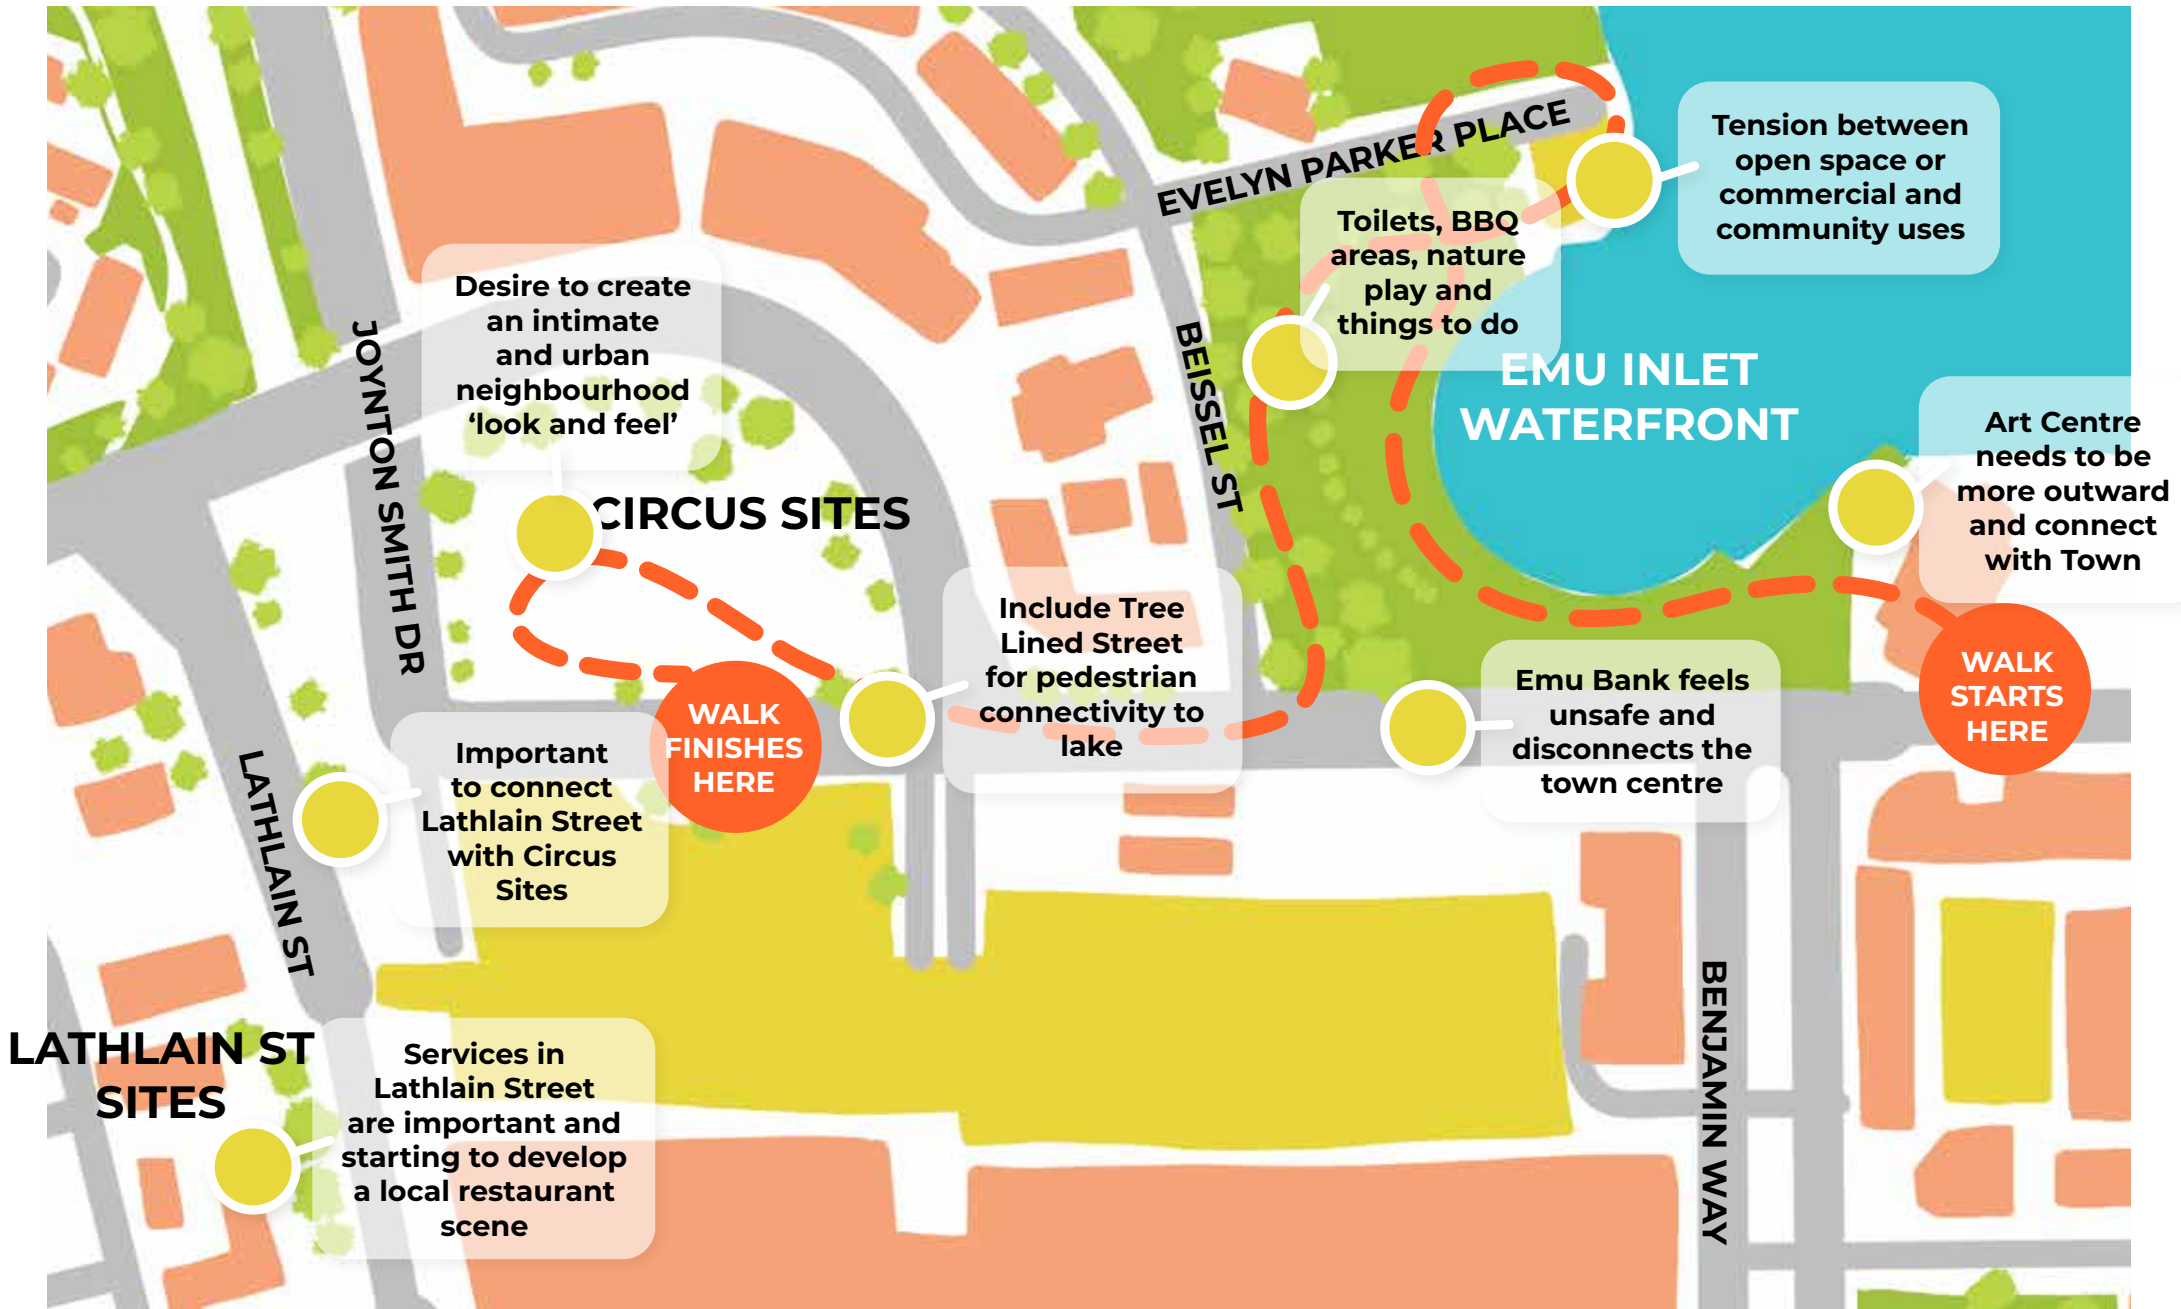 EVELYN PARKER PLACE
Tension between
open space or
commercial and
community uses
Toilets, BBQ
areas, nature
play and
things to do
Desire to create
an intimate
and urban
neighbourhood
‘look and feel’
JOYNTON SMITH DR
BEISSEL ST
EMU INLET
WATERFRONT
Art Centre
needs to be
more outward
and connect
with Town
CIRCUS SITES
Include Tree
Lined Street
for pedestrian
connectivity to
lake
Emu Bank feels
unsafe and
disconnects the
town centre
WALK
STARTS
HERE
WALK
FINISHES
HERE
Important
to connect
Lathlain Street
with Circus
Sites
LATHLAIN ST
BENJAMIN WAY
LATHLAIN ST
SITES
Services in
Lathlain Street
are important and
starting to develop
a local restaurant
scene